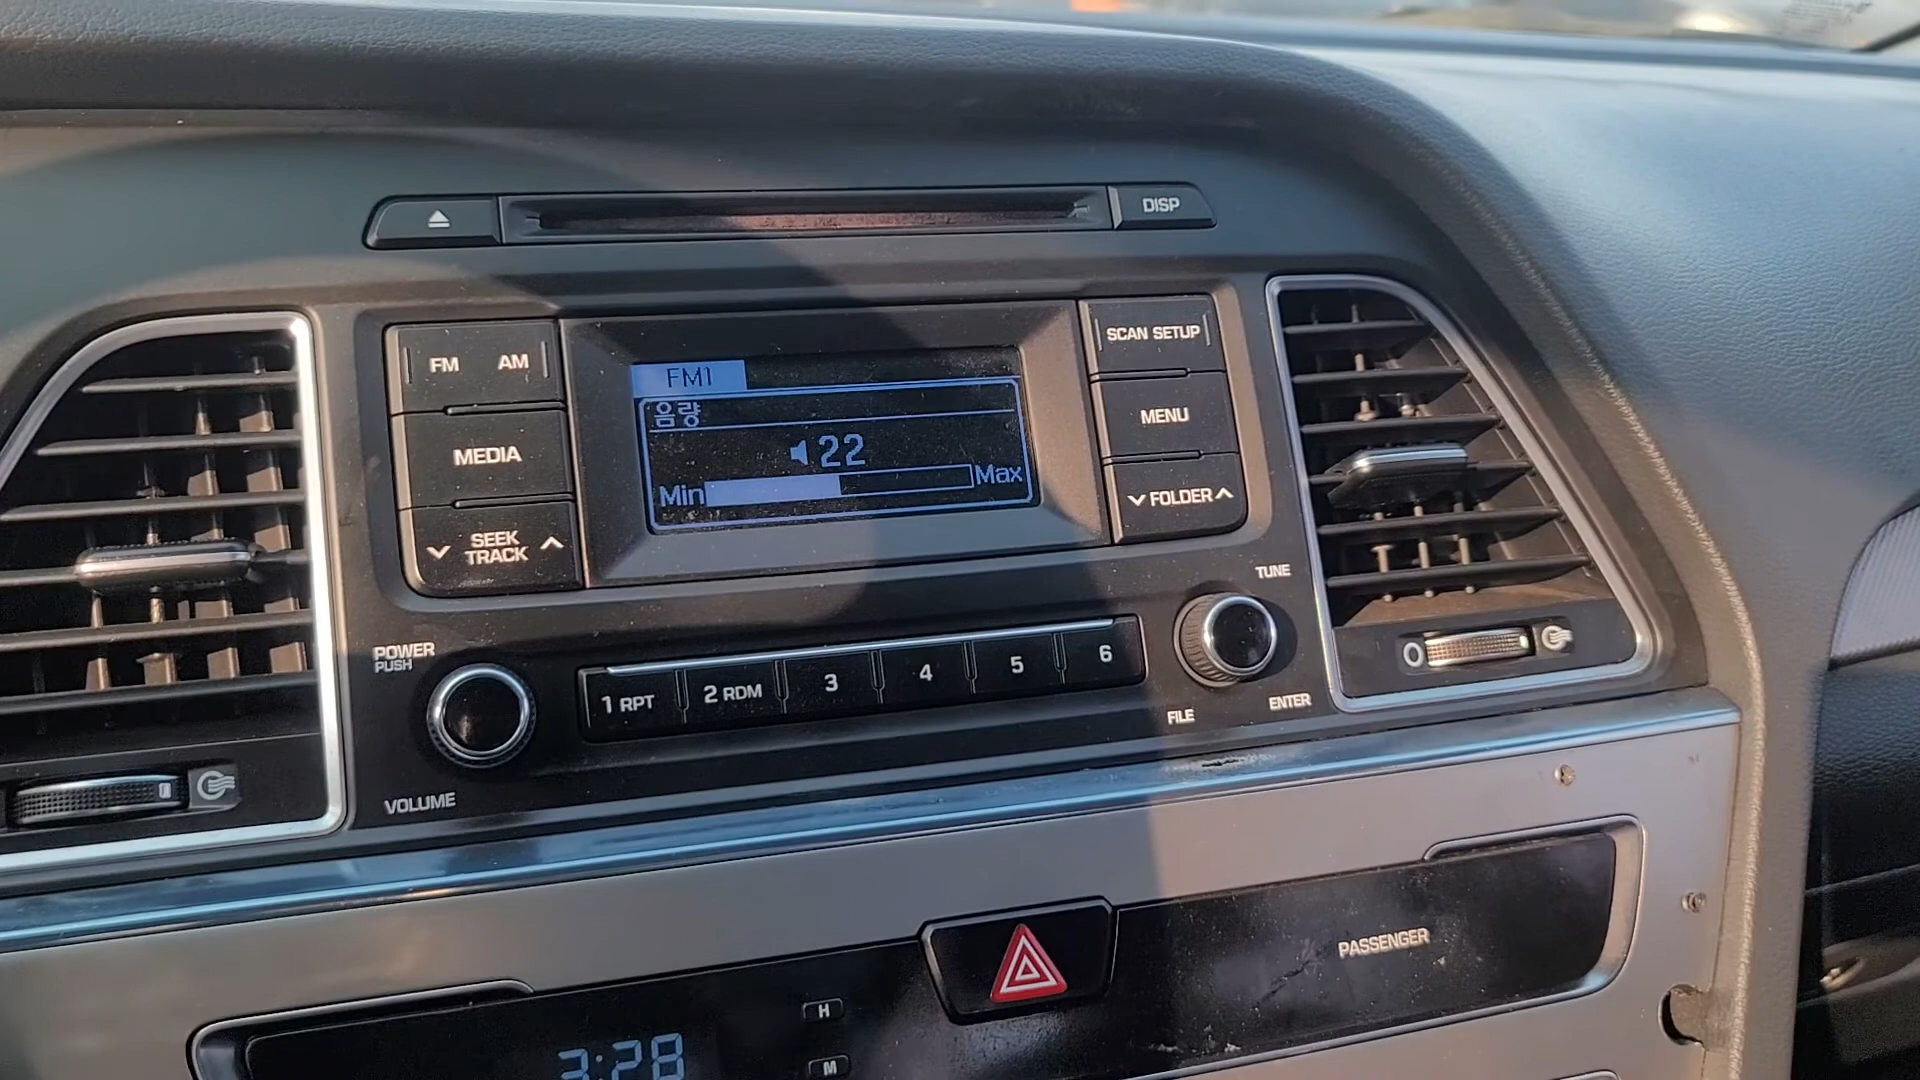 DISP
FM AM
MEDIA
SEEK
TRACK
FM1
음량
22
Min Max
SCAN SETUP
MENU
FOLDER
POWER
PUSH
VOLUME
1 RPT
2 RDM
3
4
5
6
TUNE
FILE
ENTER
0
PASSENGER
H
M
3:28